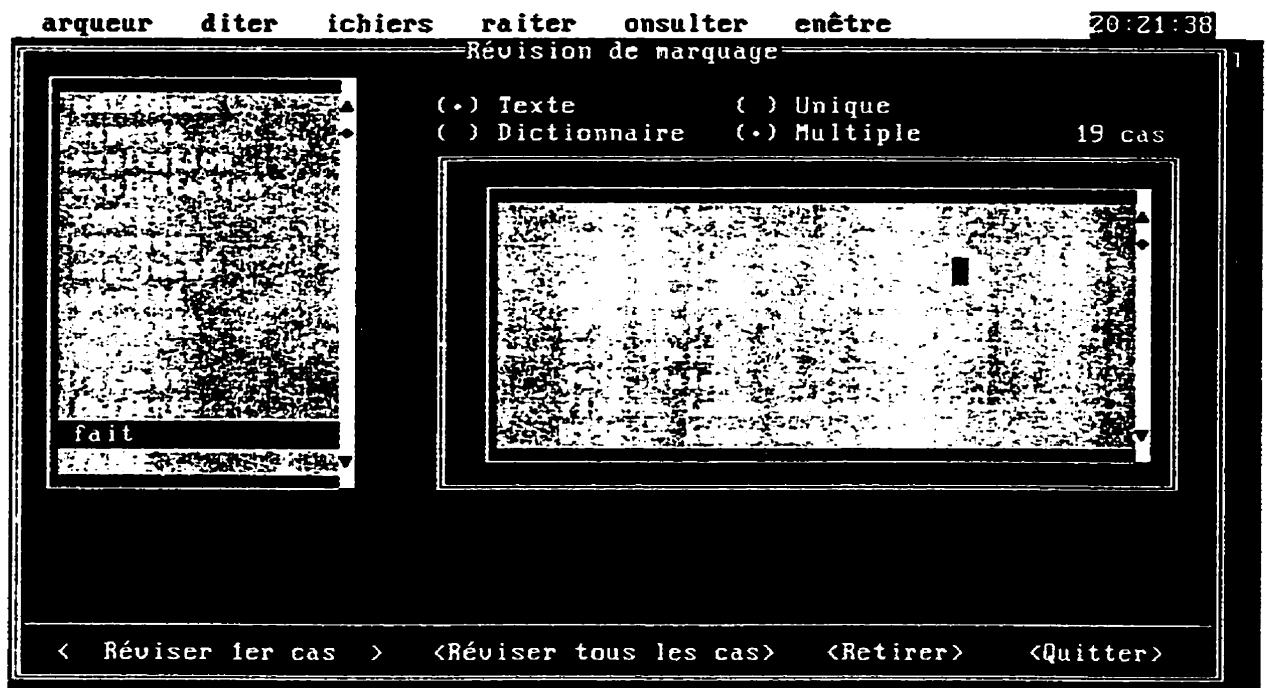 arqueur diter ichiers raiter onsulter enêtre 20:21:38
Révision de marquage
(•) Texte ( ) Unique
( ) Dictionnaire (•) Multiple 19 cas
fait
< Réviser 1er cas > <Réviser tous les cas> <Retirer> <Quitter>